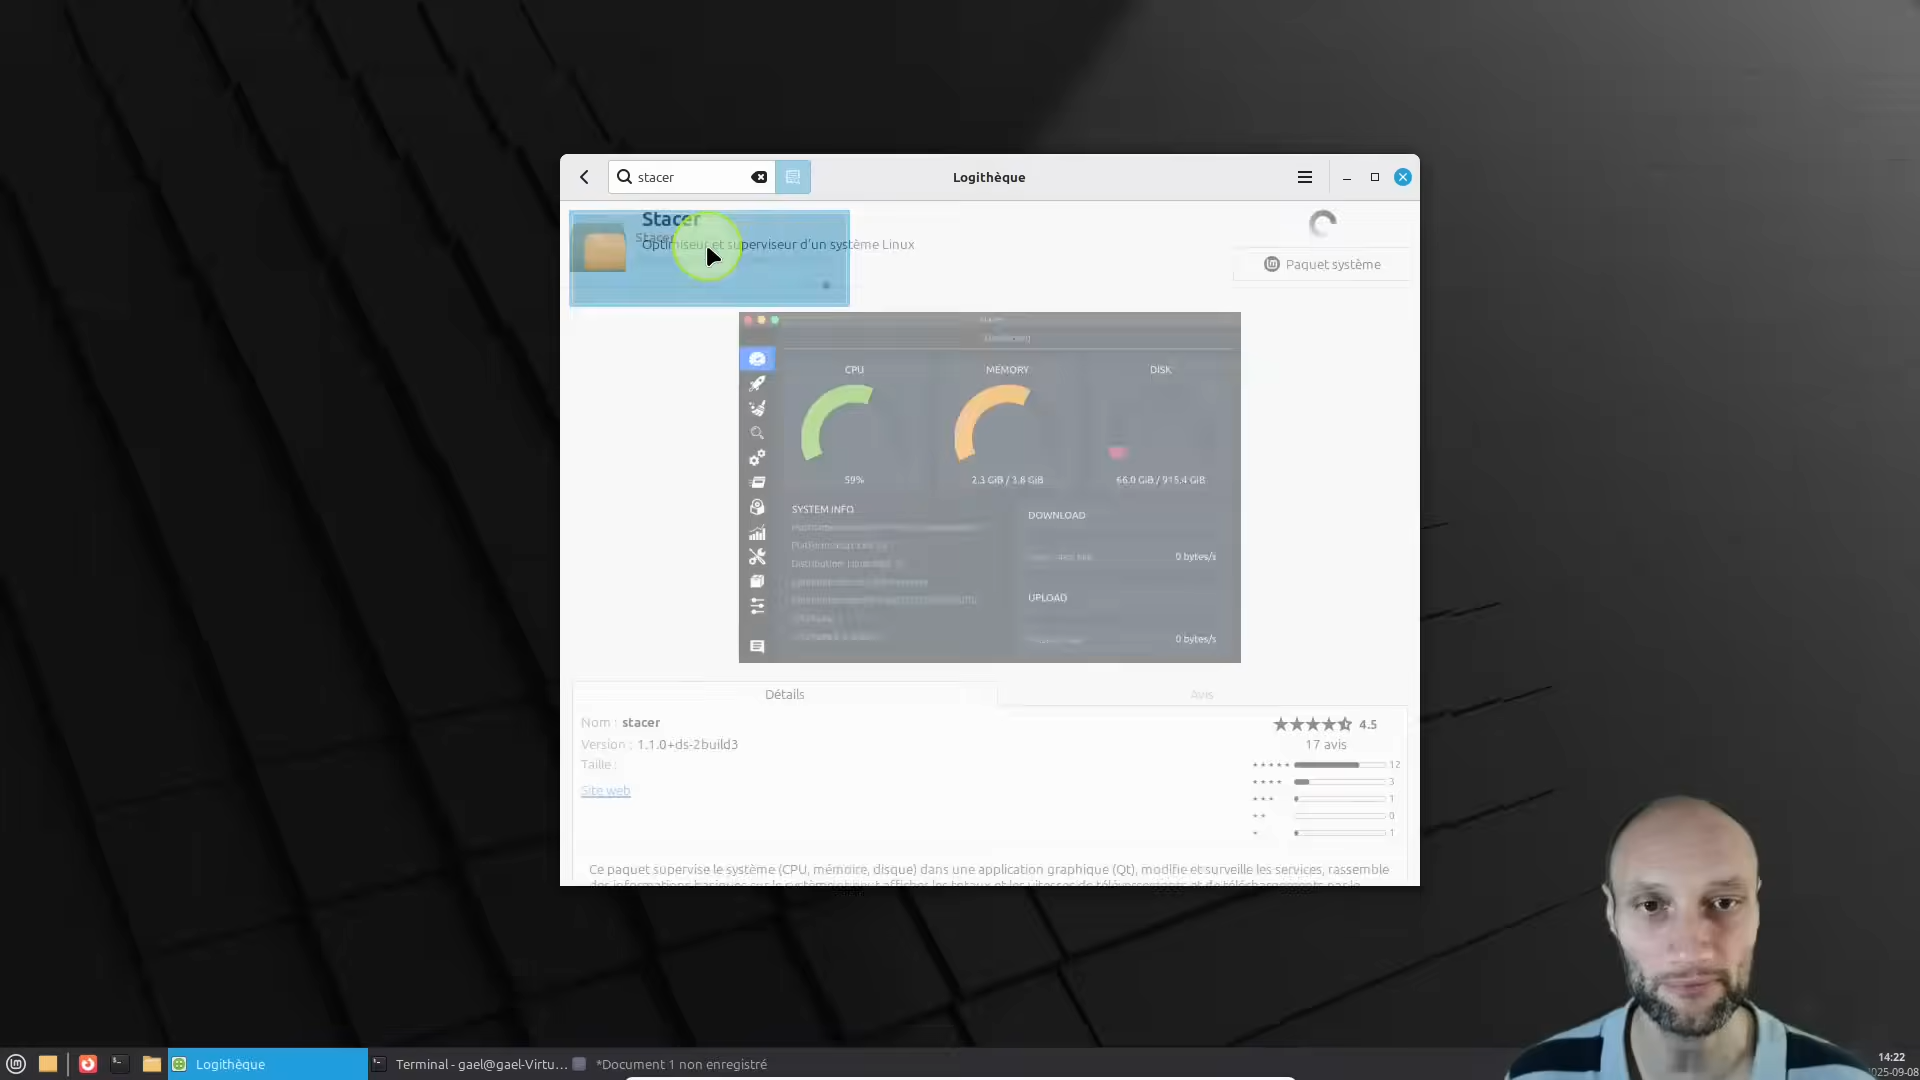 stacer
Logithèque
Stacer
Optimiseur et superviseur d'un système Linux
Paquet système
CPU
MEMORY
DISK
59%
2.3 GiB / 3.8 GiB
66.0 GiB / 915.4 GiB
SYSTEM INFO
DOWNLOAD
0 bytes/s
UPLOAD
0 bytes/s
Détails
Avis
Nom : stacer
4.5
Version : 1.1.0+ds-2build3
17 avis
Taille :
12
3
Site web
1
0
1
Ce paquet supervise le système (CPU, mémoire, disque) dans une application graphique (Qt), modifie et surveille les services, rassemble
Logithèque
Terminal - gael@gael-Virtu...
*Document 1 non enregistré
14:22
2025-09-08